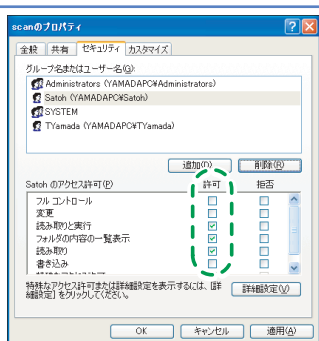 scanのプロパティ
全般 共有 セキュリティ カスタマイズ
グループ名またはユーザー名(G):
Administrators (YAMADAPC¥Administrators)
Satoh (YAMADAPC¥Satoh)
SYSTEM
TYamada (YAMADAPC¥TYamada)
追加(D)... 削除(R)
Satoh のアクセス許可(P) 許可 拒否
フル コントロール
変更
読み取りと実行
フォルダの内容の一覧表示
読み取り
書き込み
特殊なアクセス許可または詳細設定を表示するには、[詳
細設定] をクリックしてください。
詳細設定(V)
OK キャンセル 適用(A)